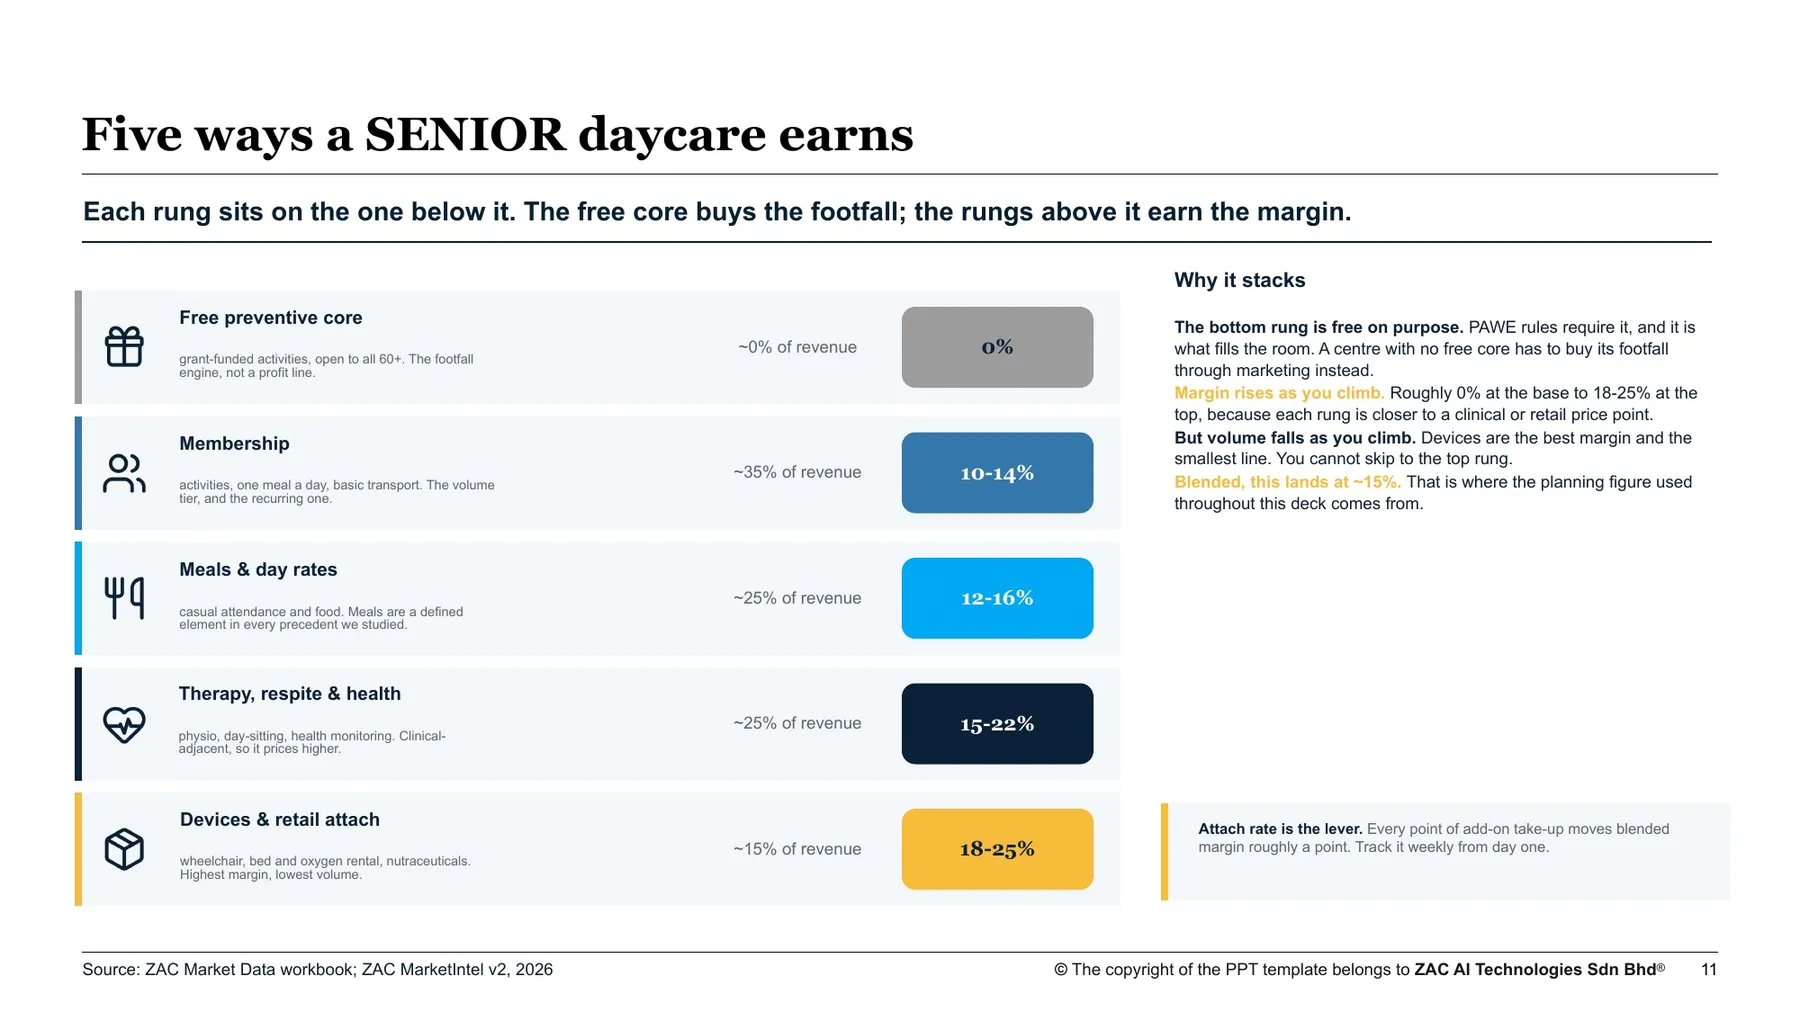 Five ways a SENIOR daycare earns
Each rung sits on the one below it. The free core buys the footfall; the rungs above it earn the margin.
Free preventive core
grant-funded activities, open to all 60+. The footfall
engine, not a profit line.
~0% of revenue
0%
Membership
activities, one meal a day, basic transport. The volume
tier, and the recurring one.
~35% of revenue
10-14%
Meals & day rates
casual attendance and food. Meals are a defined
element in every precedent we studied.
~25% of revenue
12-16%
Therapy, respite & health
physio, day-sitting, health monitoring. Clinical-
adjacent, so it prices higher.
~25% of revenue
15-22%
Devices & retail attach
wheelchair, bed and oxygen rental, nutraceuticals.
Highest margin, lowest volume.
~15% of revenue
18-25%
Why it stacks
The bottom rung is free on purpose. PAWE rules require it, and it is
what fills the room. A centre with no free core has to buy its footfall
through marketing instead.
Margin rises as you climb. Roughly 0% at the base to 18-25% at the
top, because each rung is closer to a clinical or retail price point.
But volume falls as you climb. Devices are the best margin and the
smallest line. You cannot skip to the top rung.
Blended, this lands at ~15%. That is where the planning figure used
throughout this deck comes from.
Attach rate is the lever. Every point of add-on take-up moves blended
margin roughly a point. Track it weekly from day one.
Source: ZAC Market Data workbook; ZAC MarketIntel v2, 2026
© The copyright of the PPT template belongs to ZAC AI Technologies Sdn Bhd®
11